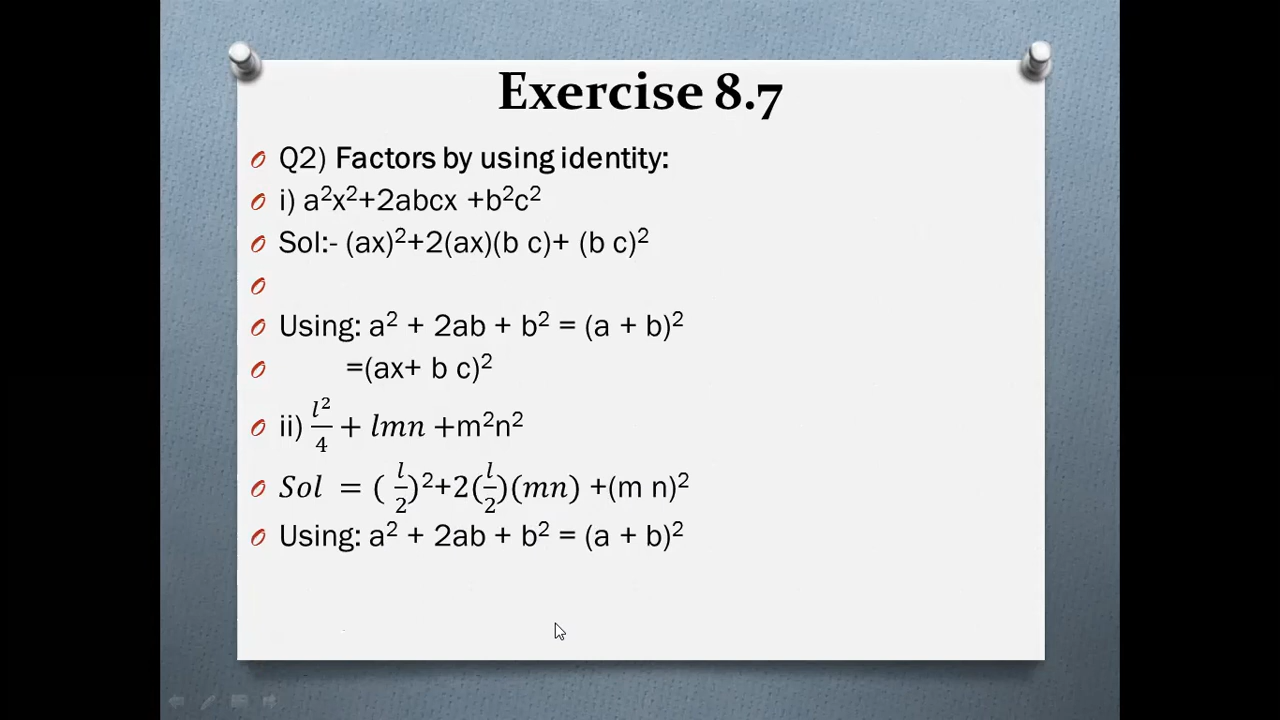 Exercise 8.7
Q2) Factors by using identity:
i) a²x²+2abcx +b²c²
Sol:- (ax)²+2(ax)(b c)+ (b c)²
Using: a² + 2ab + b² = (a + b)²
=(ax+ b c)²
ii) l²/4 + lmn +m²n²
Sol = ( l/2)²+2(l/2)(mn) +(m n)²
Using: a² + 2ab + b² = (a + b)²